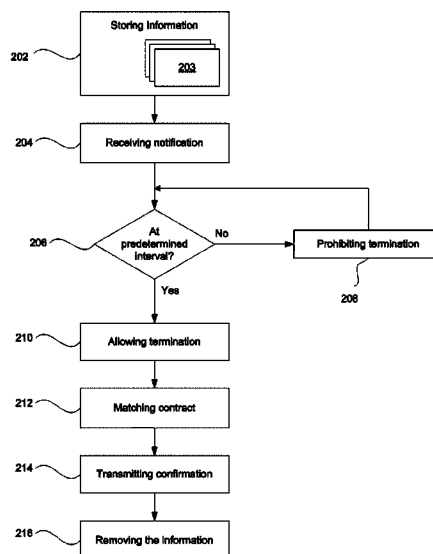 Storing Information
202
203
204
Receiving notification
206
At
predetermined
interval?
No
Prohibiting termination
208
Yes
210
Allowing termination
212
Matching contract
214
Transmitting confirmation
216
Removing the information